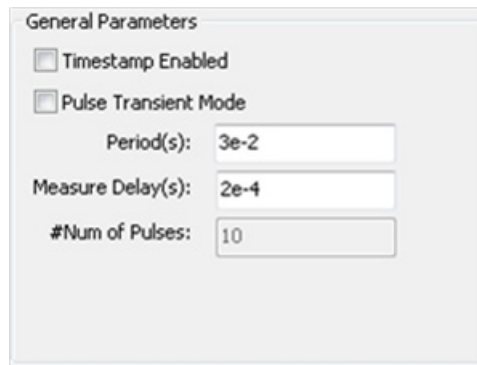 General Parameters
Timestamp Enabled
Pulse Transient Mode
Period(s): 3e-2
Measure Delay(s): 2e-4
#Num of Pulses: 10